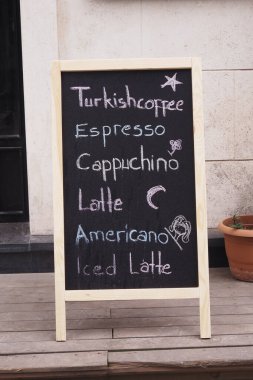 Turkishcoffee
Espresso
Cappuchino
Latte
Americano
Iced Latte